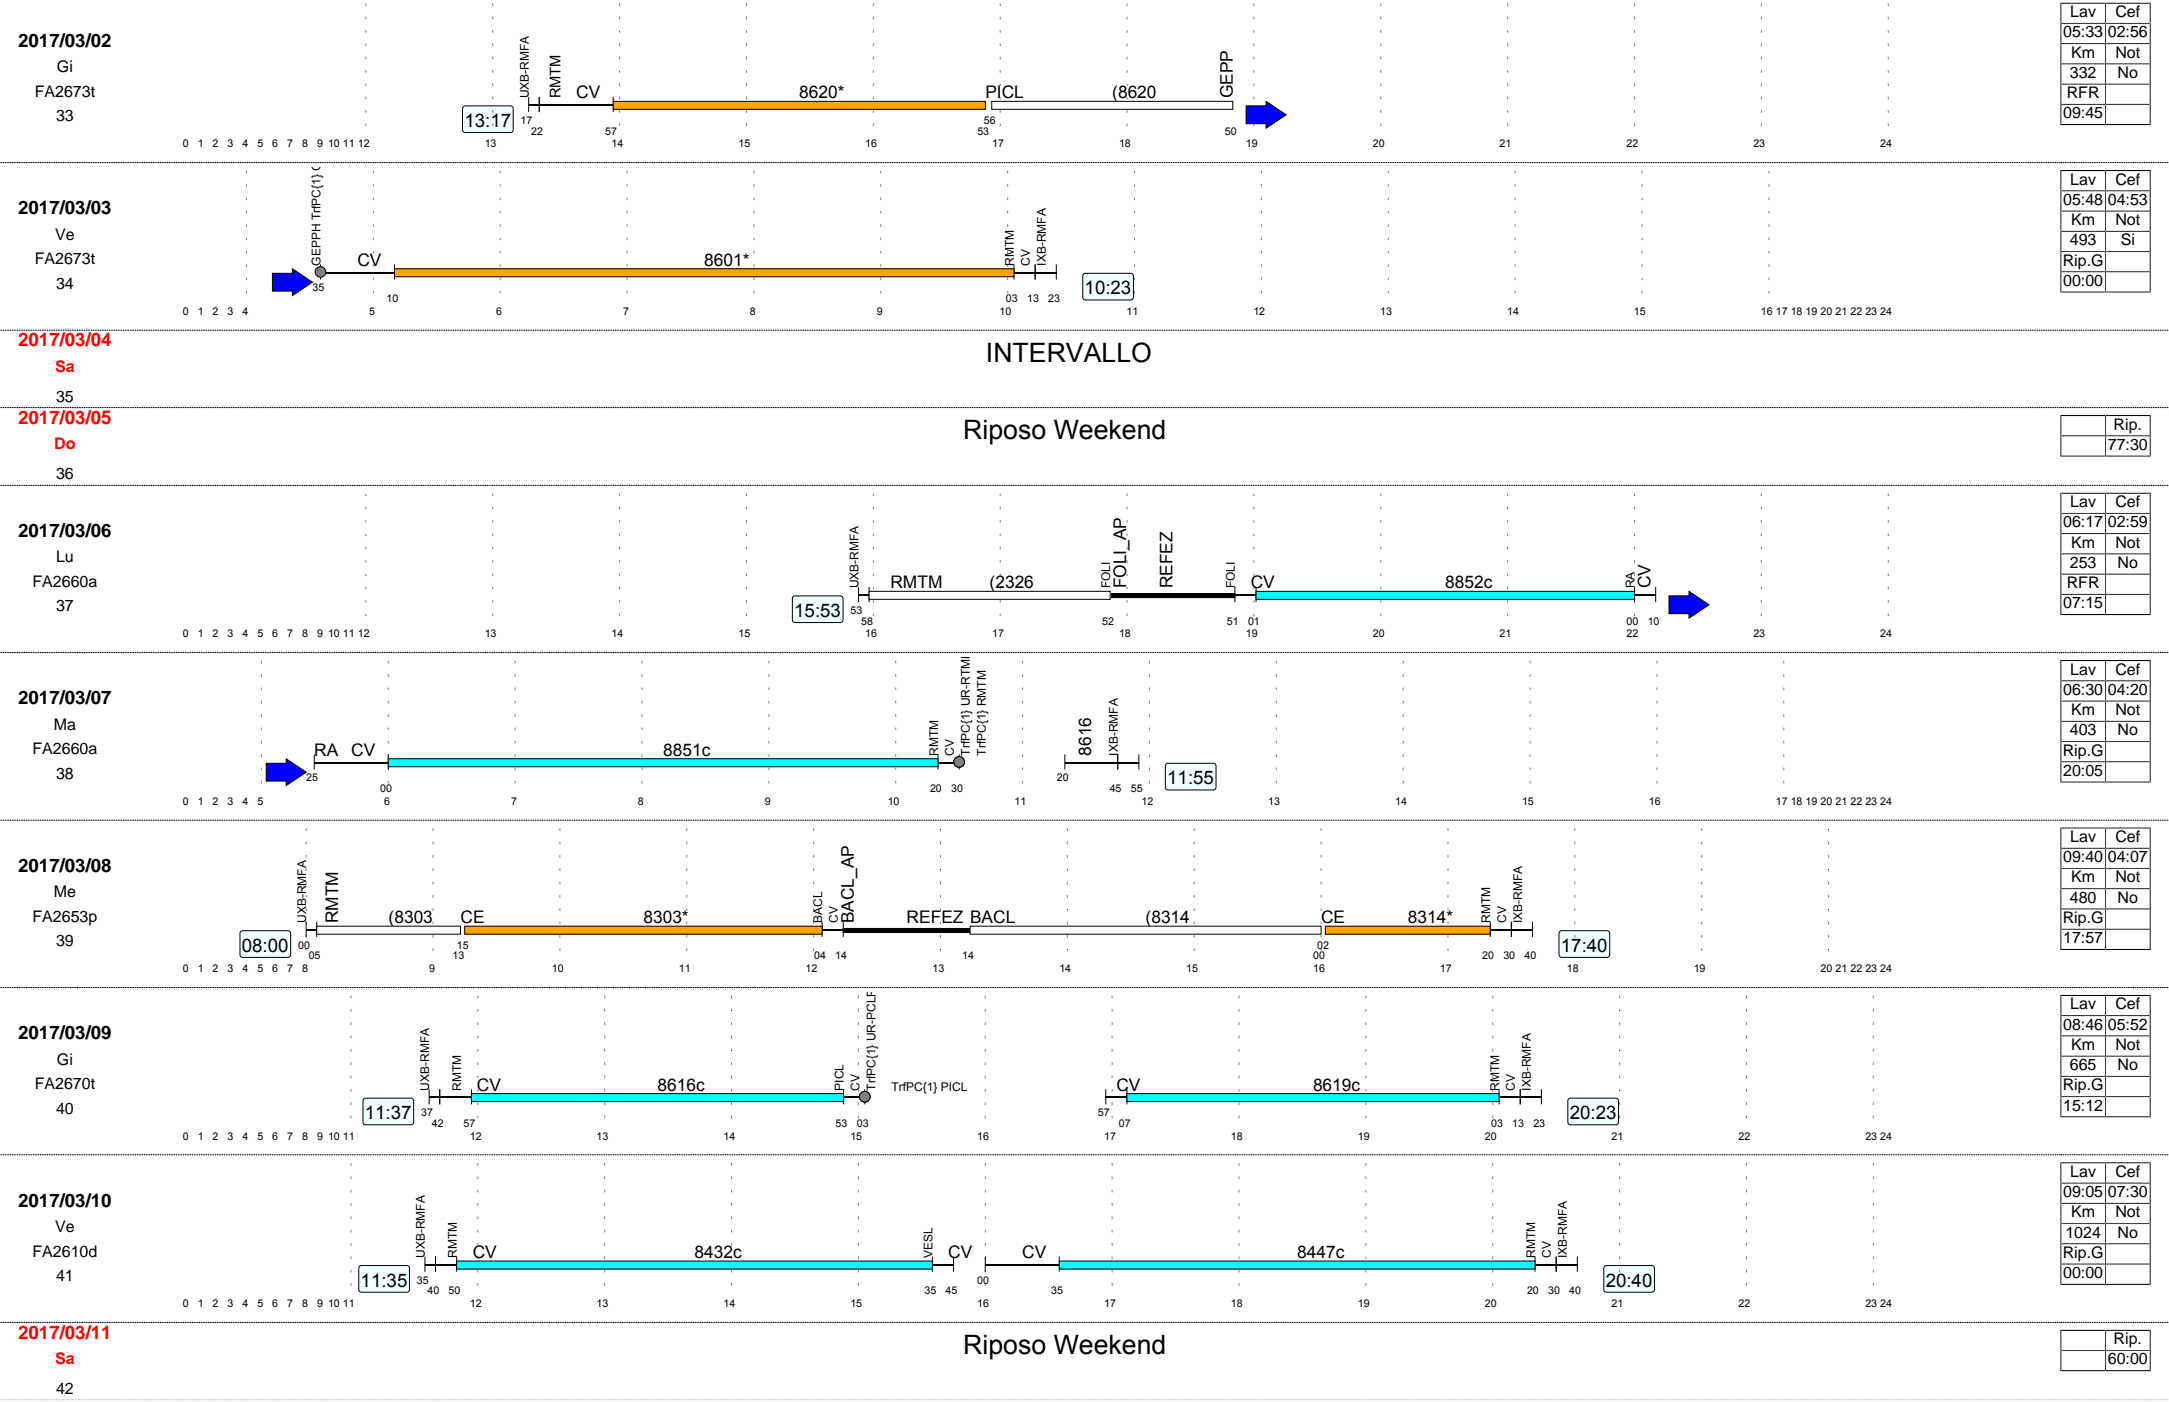 2017/03/02
Gi
FA2673t
33
13:17
UXB-RMFA
RMTM
CV
8620*
PICL
(8620
GEPP
17 22 57 53 56 50
0 1 2 3 4 5 6 7 8 9 10 11 12 13 14 15 16 17 18 19 20 21 22 23 24
Lav Cef
05:33 02:56
Km Not
332 No
RFR
09:45
2017/03/03
Ve
FA2673t
34
GEPPH TrfPC{1}
CV
8601*
RMTM
CV
IXB-RMFA
10:23
35 10 03 13 23
0 1 2 3 4 5 6 7 8 9 10 11 12 13 14 15 16 17 18 19 20 21 22 23 24
Lav Cef
05:48 04:53
Km Not
493 Si
Rip.G
00:00
2017/03/04
Sa
35
INTERVALLO
2017/03/05
Do
36
Riposo Weekend
Rip.
77:30
2017/03/06
Lu
FA2660a
37
15:53
UXB-RMFA
RMTM
(2326
FOLI
FOLI_AP
REFEZ
FOLI
CV
8852c
RA
CV
53 58 52 51 01 00 10
0 1 2 3 4 5 6 7 8 9 10 11 12 13 14 15 16 17 18 19 20 21 22 23 24
Lav Cef
06:17 02:59
Km Not
253 No
RFR
07:15
2017/03/07
Ma
FA2660a
38
RA CV
8851c
RMTM
CV
TrfPC{1} UR-RTMI
TrfPC{1} RMTM
8616
IXB-RMFA
11:55
25 00 20 30 20 45 55
0 1 2 3 4 5 6 7 8 9 10 11 12 13 14 15 16 17 18 19 20 21 22 23 24
Lav Cef
06:30 04:20
Km Not
403 No
Rip.G
20:05
2017/03/08
Me
FA2653p
39
08:00
UXB-RMFA
RMTM
(8303
CE
8303*
BACL
CV
BACL_AP
REFEZ
BACL
(8314
CE
8314*
RMTM
CV
IXB-RMFA
17:40
00 05 13 15 04 14 14 00 02 20 30 40
0 1 2 3 4 5 6 7 8 9 10 11 12 13 14 15 16 17 18 19 20 21 22 23 24
Lav Cef
09:40 04:07
Km Not
480 No
Rip.G
17:57
2017/03/09
Gi
FA2670t
40
11:37
UXB-RMFA
RMTM
CV
8616c
PICL
CV
TrfPC{1} UR-PCLF
TrfPC{1} PICL
CV
8619c
RMTM
CV
IXB-RMFA
20:23
37 42 57 53 03 57 07 03 13 23
0 1 2 3 4 5 6 7 8 9 10 11 12 13 14 15 16 17 18 19 20 21 22 23 24
Lav Cef
08:46 05:52
Km Not
665 No
Rip.G
15:12
2017/03/10
Ve
FA2610d
41
11:35
UXB-RMFA
RMTM
CV
8432c
VESL
CV
CV
8447c
RMTM
CV
IXB-RMFA
20:40
35 40 50 35 45 00 35 20 30 40
0 1 2 3 4 5 6 7 8 9 10 11 12 13 14 15 16 17 18 19 20 21 22 23 24
Lav Cef
09:05 07:30
Km Not
1024 No
Rip.G
00:00
2017/03/11
Sa
42
Riposo Weekend
Rip.
60:00